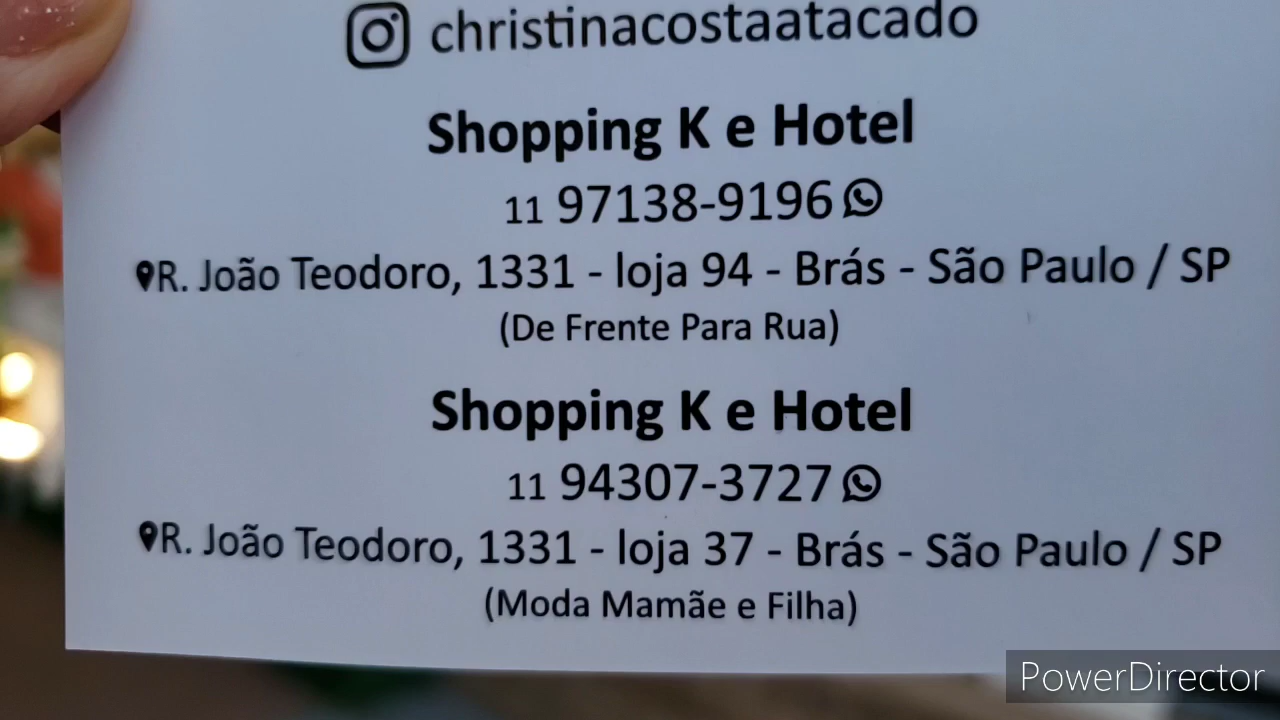 christinacostaatacado
Shopping K e Hotel
11 97138-9196
R. João Teodoro, 1331 - loja 94 - Brás - São Paulo / SP
(De Frente Para Rua)
Shopping K e Hotel
11 94307-3727
R. João Teodoro, 1331 - loja 37 - Brás - São Paulo / SP
(Moda Mamãe e Filha)
PowerDirector